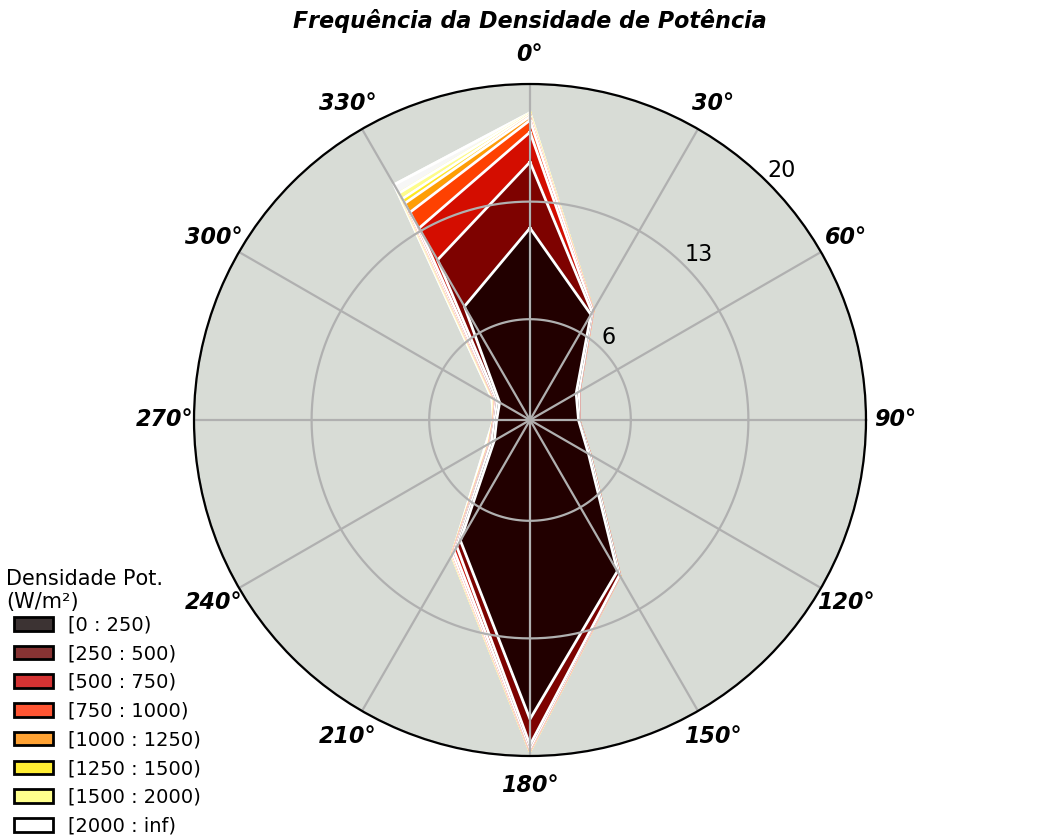 Frequência da Densidade de Potência
0°
330°
30°
20
300°
60°
13
6
270°
90°
240°
120°
210°
150°
180°
Densidade Pot.
(W/m²)
[0 : 250)
[250 : 500)
[500 : 750)
[750 : 1000)
[1000 : 1250)
[1250 : 1500)
[1500 : 2000)
[2000 : inf)